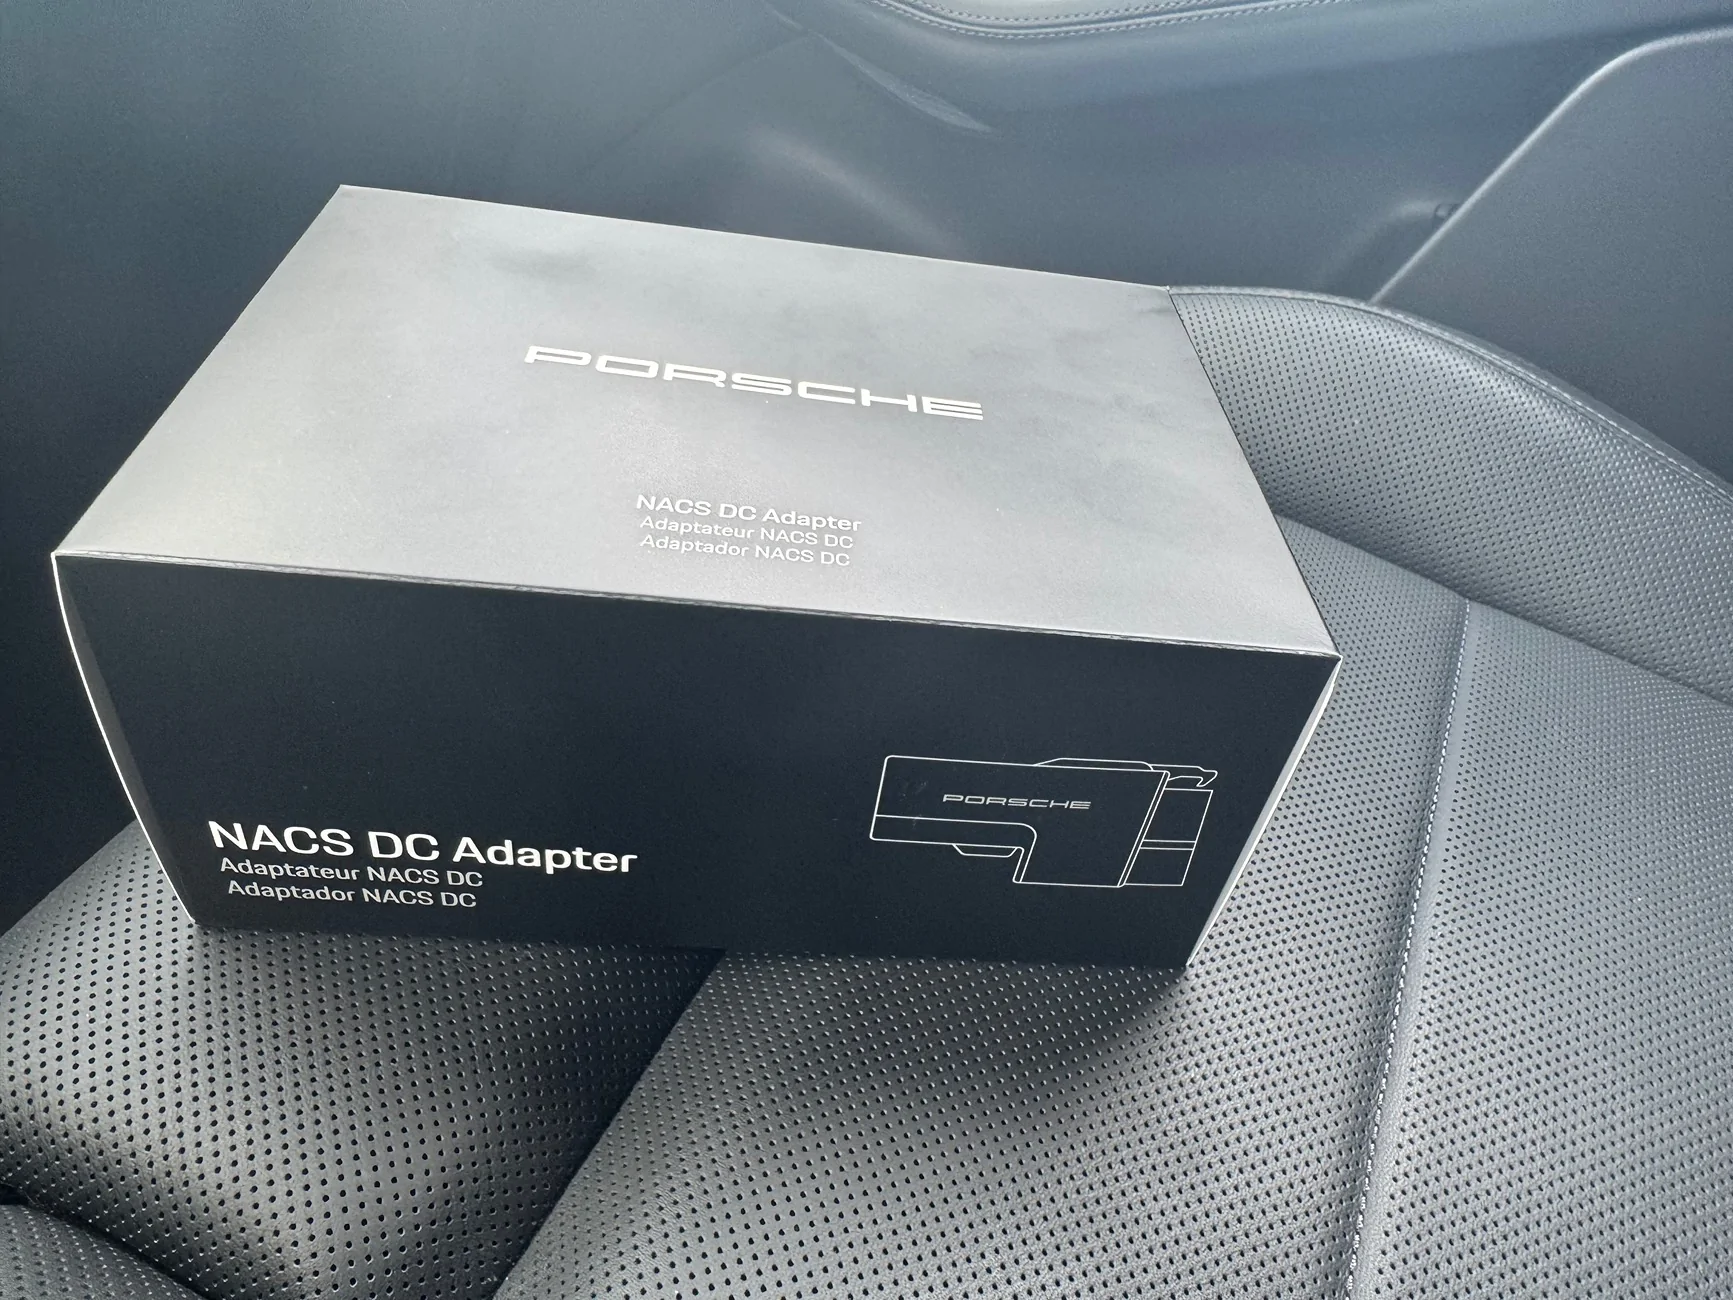 PORSCHE
NACS DC Adapter
Adaptateur NACS DC
Adaptador NACS DC
PORSCHE
NACS DC Adapter
Adaptateur NACS DC
Adaptador NACS DC